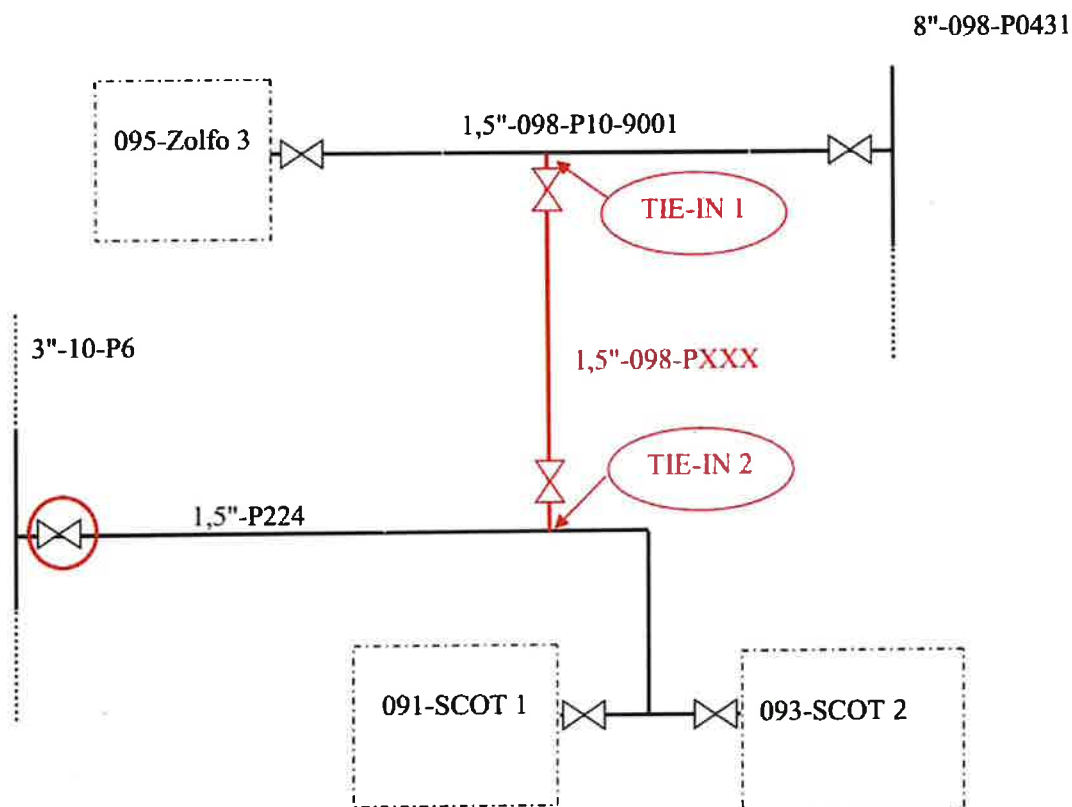 8"-098-P0431
095-Zolfo 3
1,5"-098-P10-9001
TIE-IN 1
3"-10-P6
1,5"-098-PXXX
TIE-IN 2
1,5"-P224
091-SCOT 1
093-SCOT 2